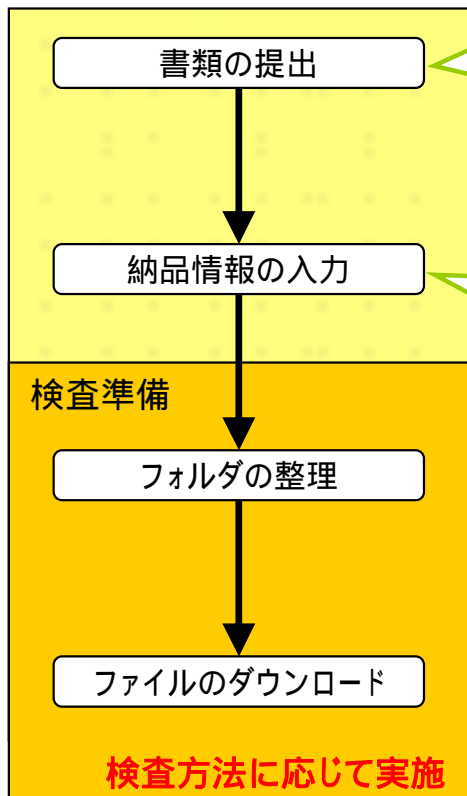 書類の提出
納品情報の入力
検査準備
フォルダの整理
ファイルのダウンロード
検査方法に応じて実施